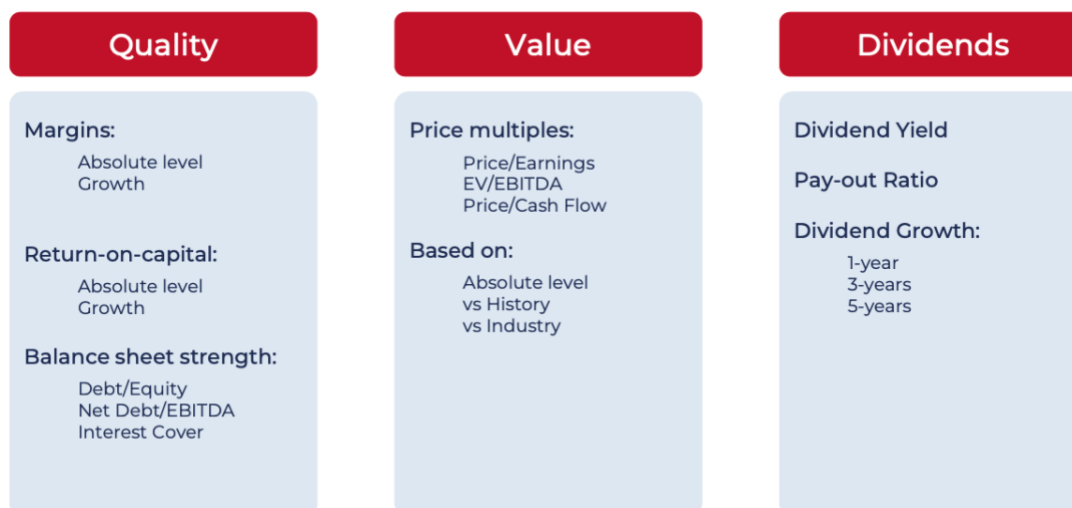 Quality
Margins:
Absolute level
Growth
Return-on-capital:
Absolute level
Growth
Balance sheet strength:
Debt/Equity
Net Debt/EBITDA
Interest Cover
Value
Price multiples:
Price/Earnings
EV/EBITDA
Price/Cash Flow
Based on:
Absolute level
vs History
vs Industry
Dividends
Dividend Yield
Pay-out Ratio
Dividend Growth:
1-year
3-years
5-years